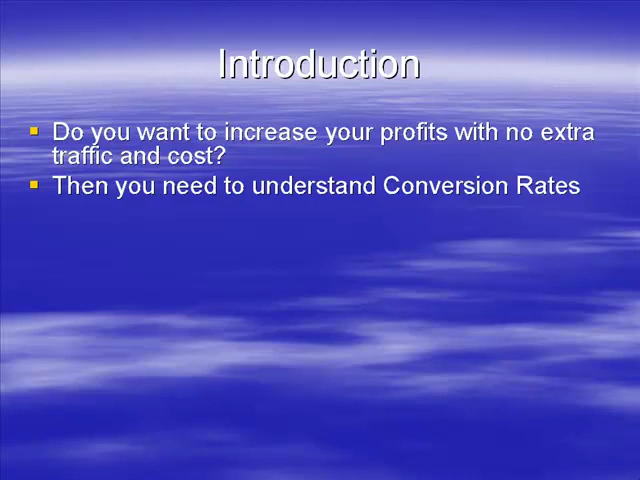 Introduction
Do you want to increase your profits with no extra
traffic and cost?
Then you need to understand Conversion Rates